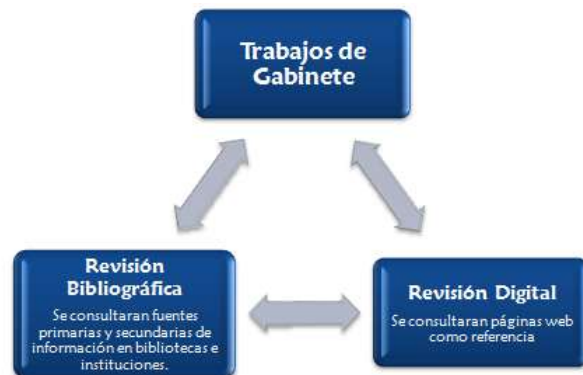 Trabajos de
Gabinete
Revisión
Bibliográfica
Se consultaran fuentes
primarias y secundarias de
información en bibliotecas e
instituciones.
Revisión Digital
Se consultaran páginas web
como referencia